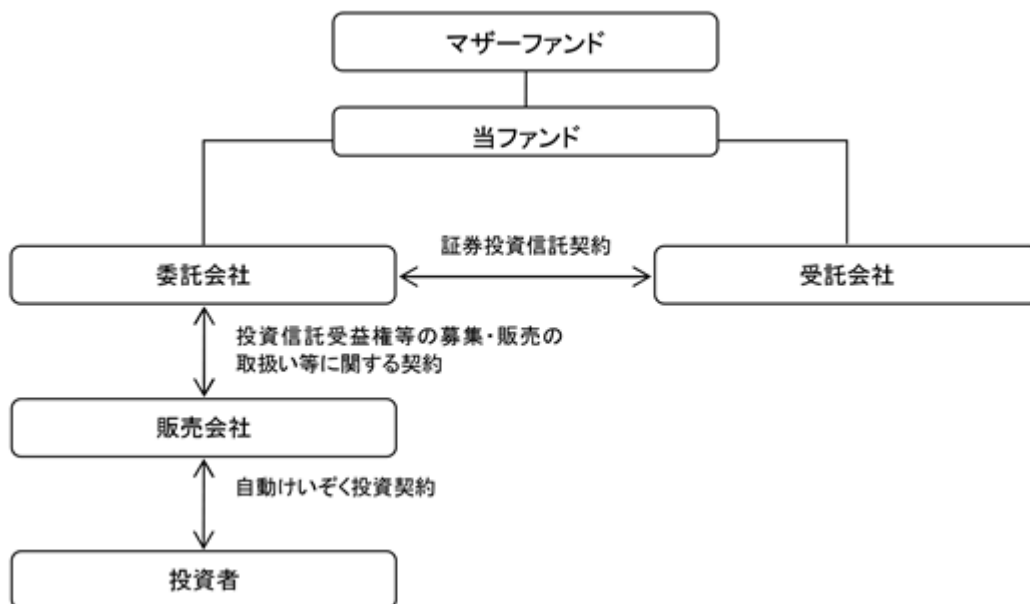 マザーファンド
当ファンド
証券投資信託契約
委託会社
受託会社
投資信託受益権等の募集・販売の
取扱い等に関する契約
販売会社
自動けいぞく投資契約
投資者